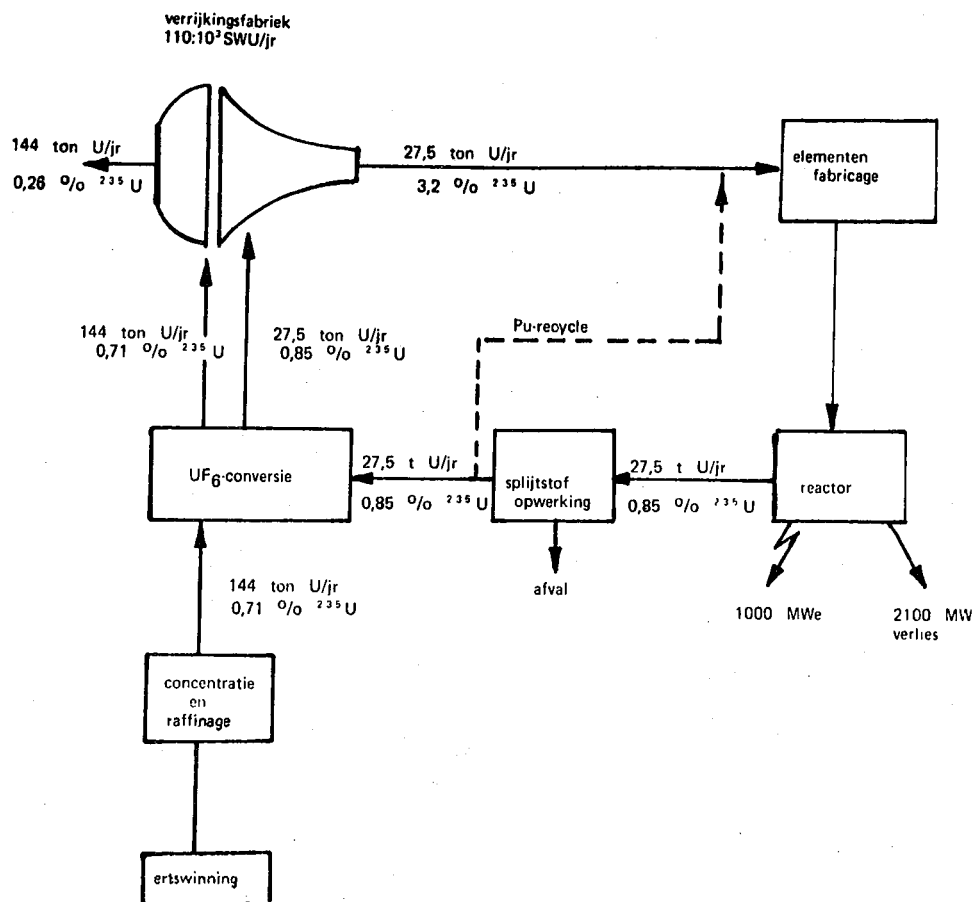 verrijkingsfabriek
110:10³ SWU/jr
144 ton U/jr
0,26 % ²³⁵U
27,5 ton U/jr
3,2 % ²³⁵U
elementen
fabricage
144 ton U/jr
0,71 % ²³⁵U
27,5 ton U/jr
0,85 % ²³⁵U
Pu-recycle
UF₆-conversie
27,5 t U/jr
0,85 % ²³⁵U
splijtstof
opwerking
27,5 t U/jr
0,85 % ²³⁵U
reactor
afval
1000 MWe
2100 MW
verlies
144 ton U/jr
0,71 % ²³⁵U
concentratie
en
raffinage
ertswinning